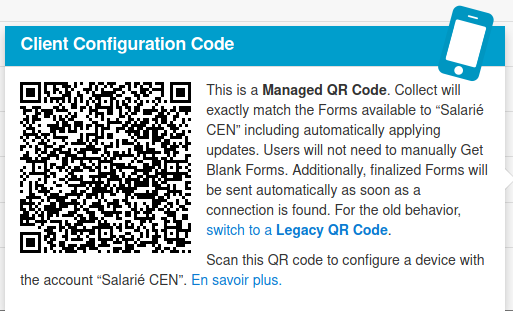 Client Configuration Code
This is a Managed QR Code. Collect will
exactly match the Forms available to “Salarié
CEN” including automatically applying
updates. Users will not need to manually Get
Blank Forms. Additionally, finalized Forms will
be sent automatically as soon as a
connection is found. For the old behavior,
switch to a Legacy QR Code.
Scan this QR code to configure a device with
the account “Salarié CEN”. En savoir plus.